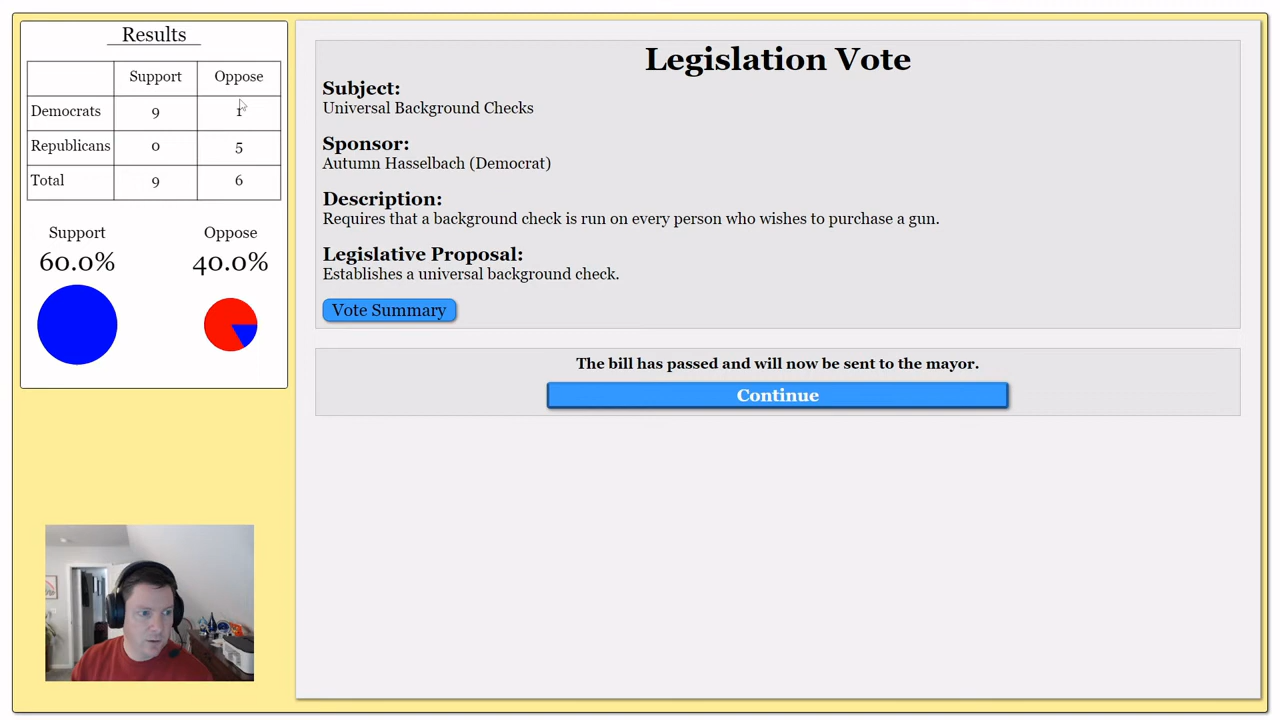 Results
Support Oppose
Democrats 9 1
Republicans 0 5
Total 9 6
Support Oppose
60.0% 40.0%
Legislation Vote
Subject:
Universal Background Checks
Sponsor:
Autumn Hasselbach (Democrat)
Description:
Requires that a background check is run on every person who wishes to purchase a gun.
Legislative Proposal:
Establishes a universal background check.
Vote Summary
The bill has passed and will now be sent to the mayor.
Continue